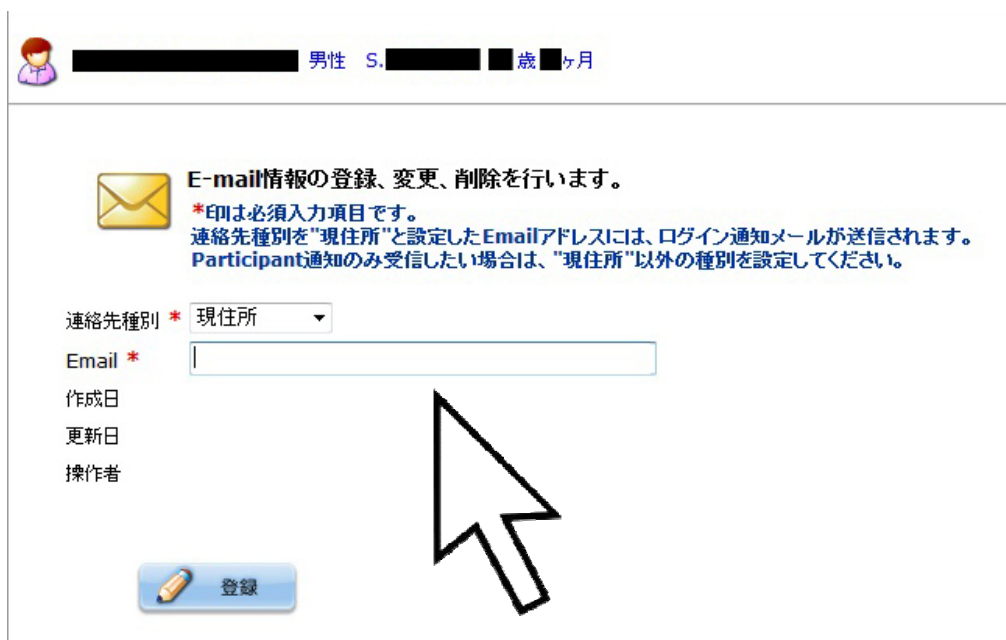 男性 S. 歳 ヶ月
E-mail情報の登録、変更、削除を行います。
*印は必須入力項目です。
連絡先種別を"現住所"と設定したEmailアドレスには、ログイン通知メールが送信されます。
Participant通知のみ受信したい場合は、"現住所"以外の種別を設定してください。
連絡先種別 * 現住所
Email *
作成日
更新日
操作者
登録